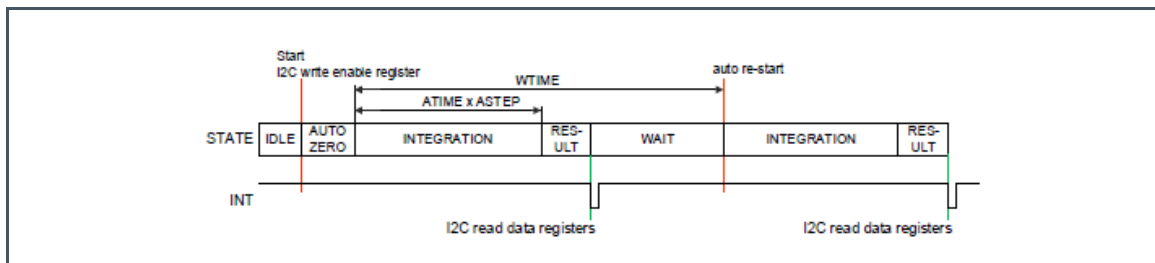 Start
I2C write enable register
auto re-start
WTIME
ATIME x ASTEP
STATE
IDLE
AUTO
ZERO
INTEGRATION
RES-
ULT
WAIT
INTEGRATION
RES-
ULT
INT
I2C read data registers
I2C read data registers